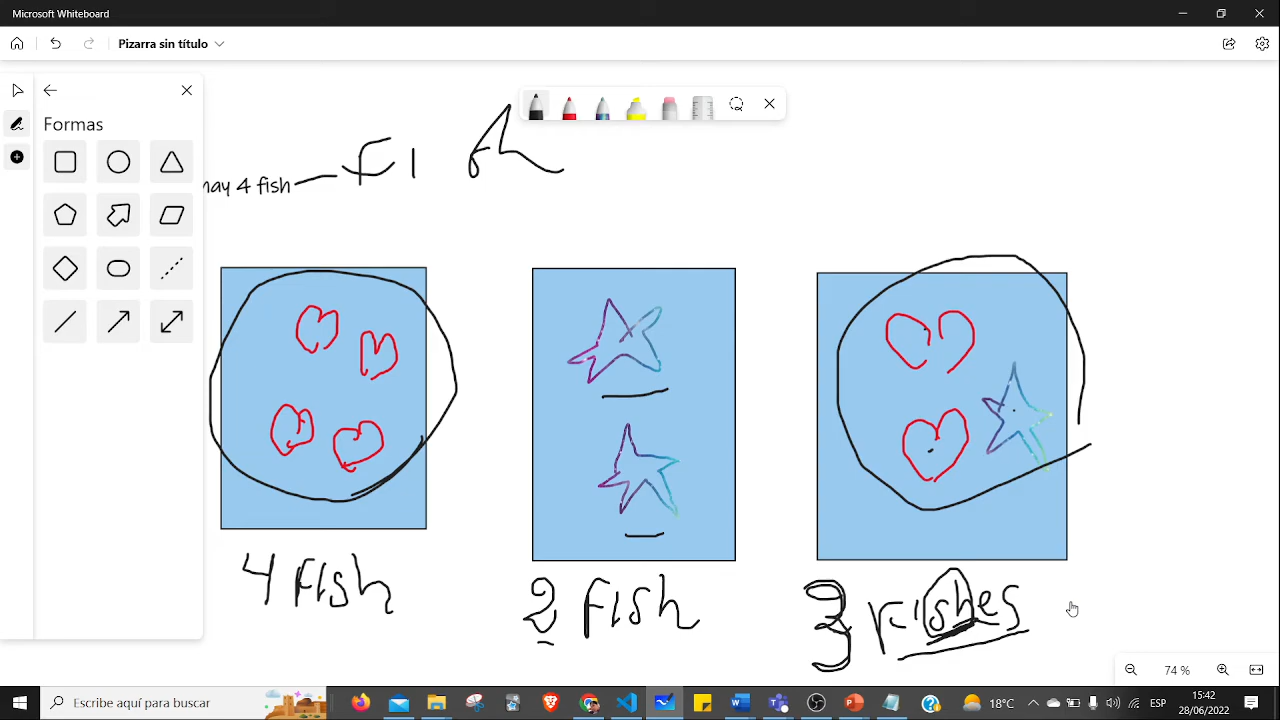 Microsoft Whiteboard
Pizarra sin título
Formas
hay 4 fish
4 Fish
2 Fish
3 Fishes
74 %
Escribe aquí para buscar
18°C
ESP
15:42
28/06/2022